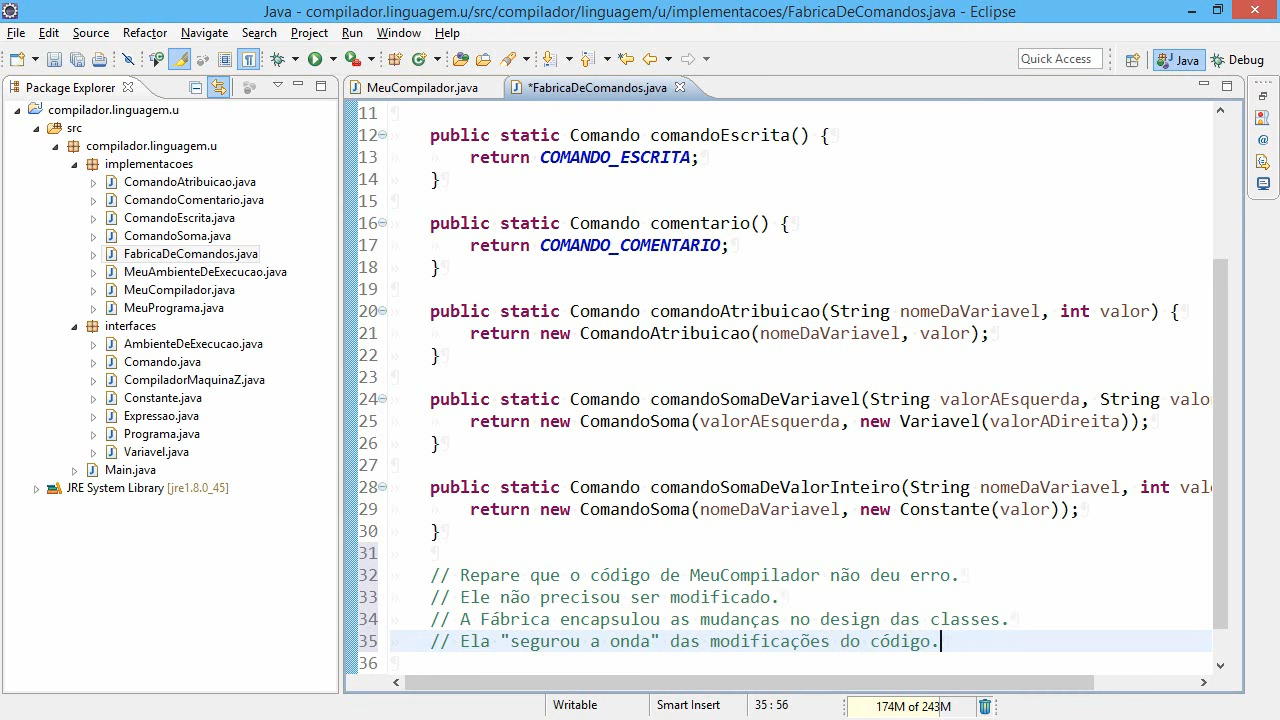 Java - compilador.linguagem.u/src/compilador/linguagem/u/implementacoes/FabricaDeComandos.java - Eclipse
File Edit Source Refactor Navigate Search Project Run Window Help
Quick Access Java Debug
Package Explorer
compilador.linguagem.u
src
compilador.linguagem.u
implementacoes
ComandoAtribuicao.java
ComandoComentario.java
ComandoEscrita.java
ComandoSoma.java
FabricaDeComandos.java
MeuAmbienteDeExecucao.java
MeuCompilador.java
MeuPrograma.java
interfaces
AmbienteDeExecucao.java
Comando.java
CompiladorMaquinaZ.java
Constante.java
Expressao.java
Programa.java
Variavel.java
Main.java
JRE System Library [jre1.8.0_45]
MeuCompilador.java *FabricaDeComandos.java
11
12 public static Comando comandoEscrita() {
13 return COMANDO_ESCRITA;
14 }
15
16 public static Comando comentario() {
17 return COMANDO_COMENTARIO;
18 }
19
20 public static Comando comandoAtribuicao(String nomeDaVariavel, int valor) {
21 return new ComandoAtribuicao(nomeDaVariavel, valor);
22 }
23
24 public static Comando comandoSomaDeVariavel(String valorAEsquerda, String valo
25 return new ComandoSoma(valorAEsquerda, new Variavel(valorADireita));
26 }
27
28 public static Comando comandoSomaDeValorInteiro(String nomeDaVariavel, int val
29 return new ComandoSoma(nomeDaVariavel, new Constante(valor));
30 }
31
32 // Repare que o código de MeuCompilador não deu erro.
33 // Ele não precisou ser modificado.
34 // A Fábrica encapsulou as mudanças no design das classes.
35 // Ela "segurou a onda" das modificações do código.
36
Writable Smart Insert 35 : 56 174M of 243M